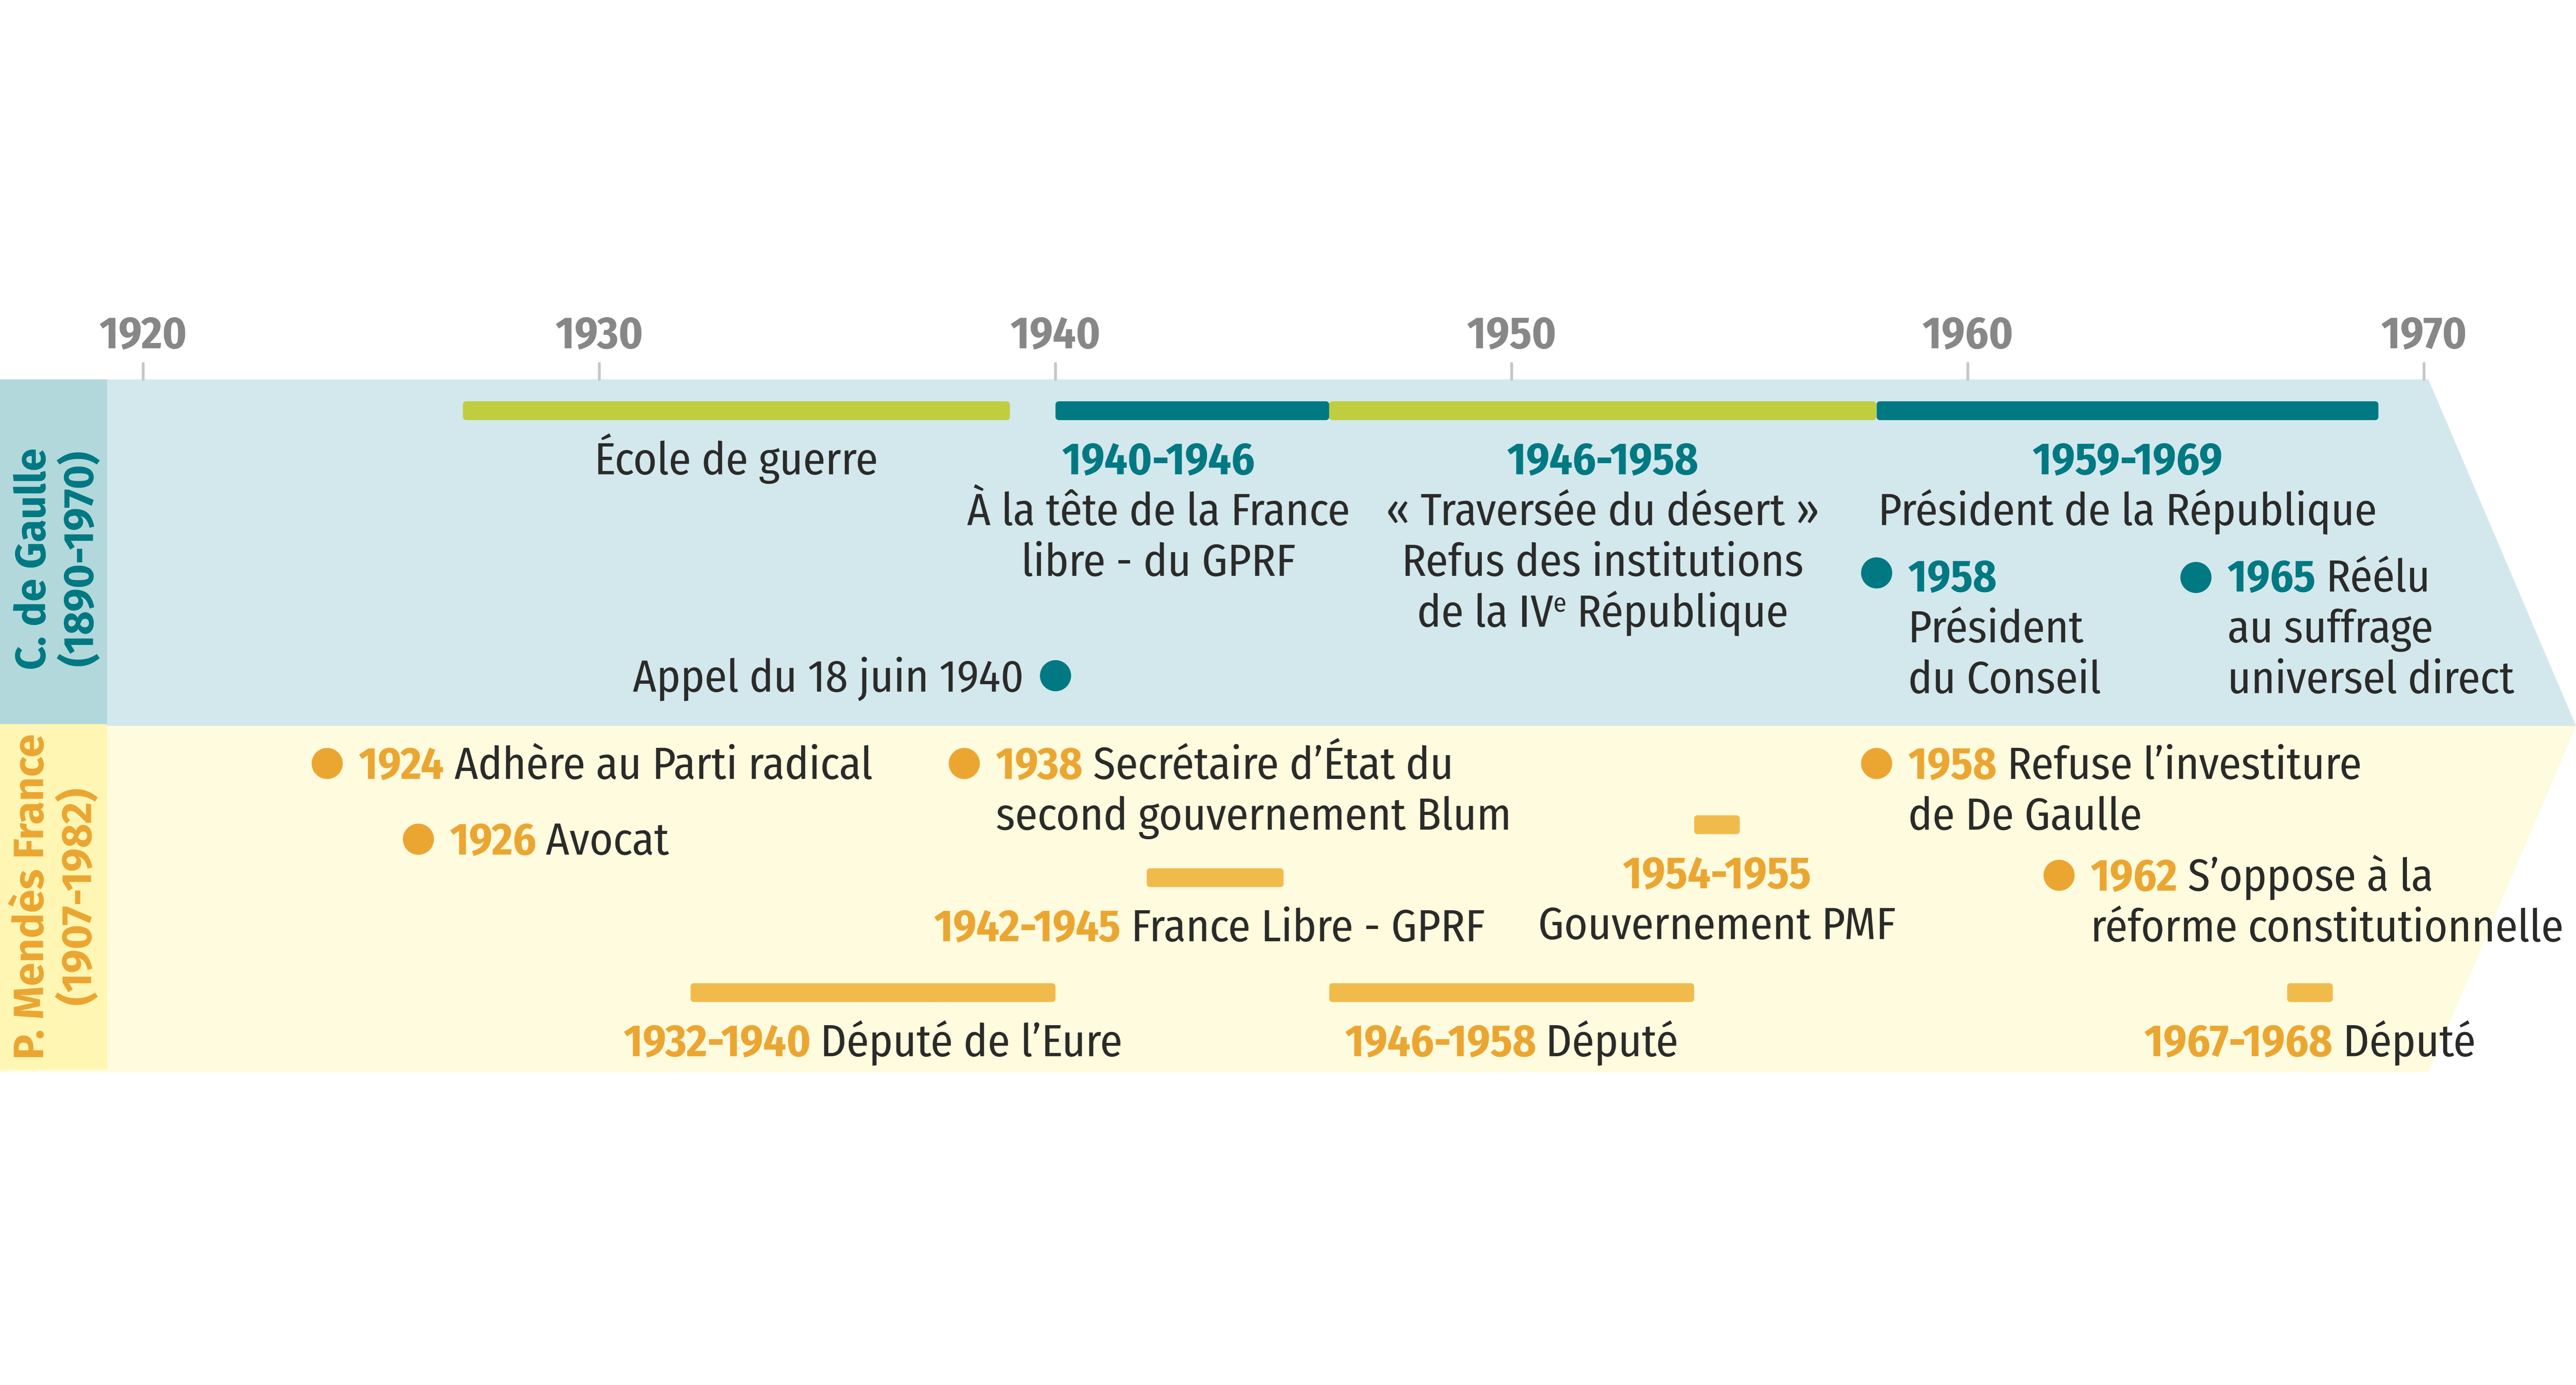 1920 1930 1940 1950 1960 1970
C. de Gaulle
(1890-1970)
École de guerre
1940-1946
À la tête de la France
libre - du GPRF
1946-1958
« Traversée du désert »
Refus des institutions
de la IVe République
1959-1969
Président de la République
1958
Président
du Conseil
1965 Réélu
au suffrage
universel direct
Appel du 18 juin 1940
P. Mendès France
(1907-1982)
1924 Adhère au Parti radical
1926 Avocat
1938 Secrétaire d’État du
second gouvernement Blum
1942-1945 France Libre - GPRF
1954-1955
Gouvernement PMF
1958 Refuse l’investiture
de De Gaulle
1962 S’oppose à la
réforme constitutionnelle
1932-1940 Député de l’Eure
1946-1958 Député
1967-1968 Député